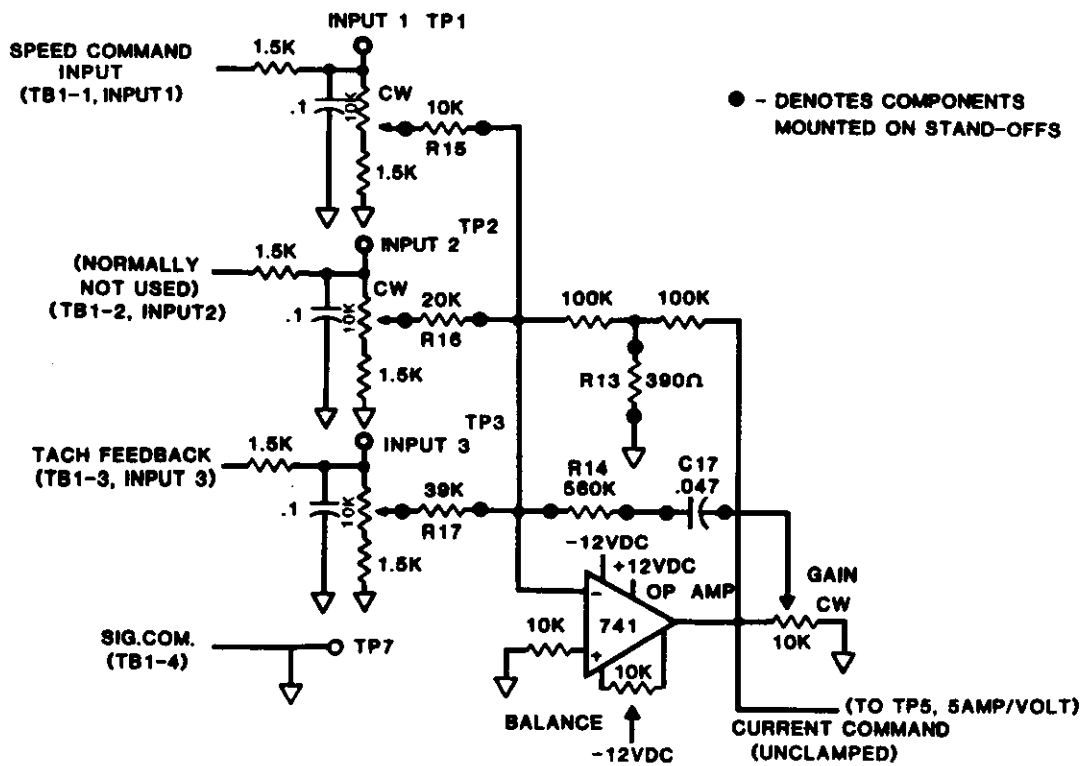 INPUT 1 TP1
SPEED COMMAND
INPUT
(TB1-1, INPUT1)
1.5K
.1
10K
CW
10K
R15
1.5K
● - DENOTES COMPONENTS
MOUNTED ON STAND-OFFS
TP2
INPUT 2
(NORMALLY
NOT USED)
(TB1-2, INPUT2)
1.5K
.1
10K
CW
20K
R16
1.5K
100K
100K
R13
390Ω
TP3
INPUT 3
TACH FEEDBACK
(TB1-3, INPUT 3)
1.5K
.1
10K
39K
R17
1.5K
R14
560K
C17
.047
-12VDC
+12VDC
OP AMP
-
741
+
10K
10K
GAIN
CW
10K
SIG.COM.
(TB1-4)
TP7
BALANCE
-12VDC
(TO TP5, 5AMP/VOLT)
CURRENT COMMAND
(UNCLAMPED)